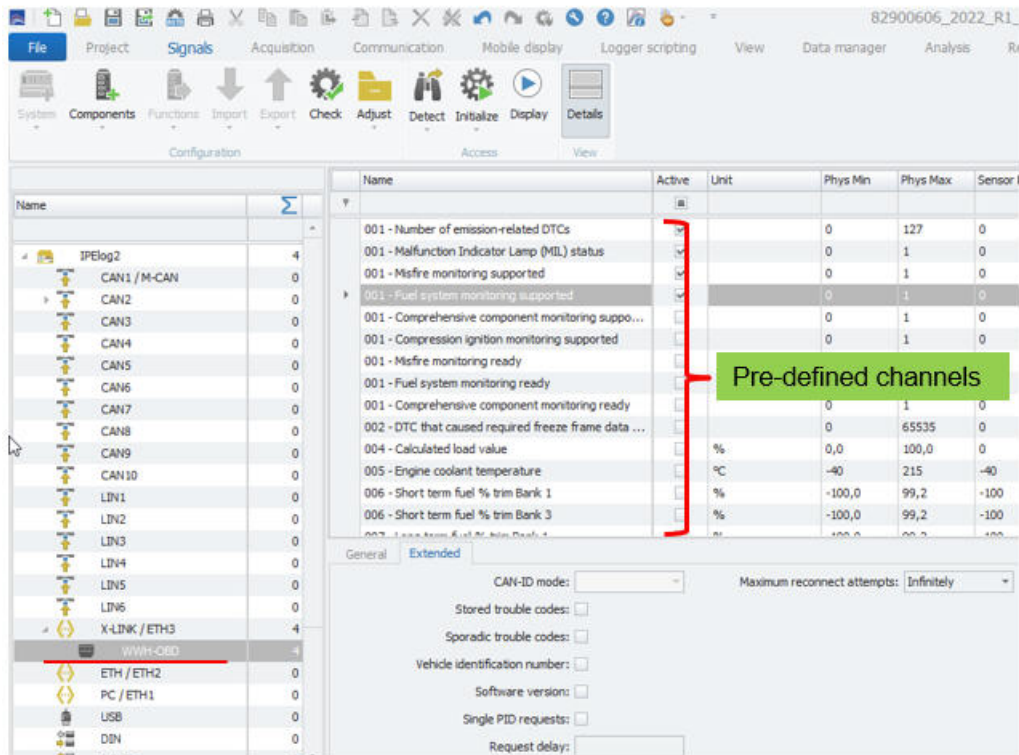 82900606_2022_R1_
File Project Signals Acquisition Communication Mobile display Logger scripting View Data manager Analysis
System Components Functions Import Export Check Adjust Detect Initialize Display Details
Configuration Access View
Name Σ
IPElog2 4
CAN1 / M-CAN 0
CAN2 0
CAN3 0
CAN4 0
CAN5 0
CAN6 0
CAN7 0
CAN8 0
CAN9 0
CAN10 0
LIN1 0
LIN2 0
LIN3 0
LIN4 0
LIN5 0
LIN6 0
X-LINK / ETH3 4
WWH-OBD 4
ETH / ETH2 0
PC / ETH1 0
USB 0
DIN 0
Name Active Unit Phys Min Phys Max Sensor
001 - Number of emission-related DTCs 0 127 0
001 - Malfunction Indicator Lamp (MIL) status 0 1 0
001 - Misfire monitoring supported 0 1 0
001 - Fuel system monitoring supported 0 1 0
001 - Comprehensive component monitoring suppo... 0 1 0
001 - Compression ignition monitoring supported 0 1 0
001 - Misfire monitoring ready
001 - Fuel system monitoring ready
Pre-defined channels
001 - Comprehensive component monitoring ready 0 1 0
002 - DTC that caused required freeze frame data ... 0 65535 0
004 - Calculated load value % 0,0 100,0 0
005 - Engine coolant temperature °C -40 215 -40
006 - Short term fuel % trim Bank 1 % -100,0 99,2 -100
006 - Short term fuel % trim Bank 3 % -100,0 99,2 -100
General Extended
CAN-ID mode: Maximum reconnect attempts: Infinitely
Stored trouble codes:
Sporadic trouble codes:
Vehicle identification number:
Software version:
Single PID requests:
Request delay: